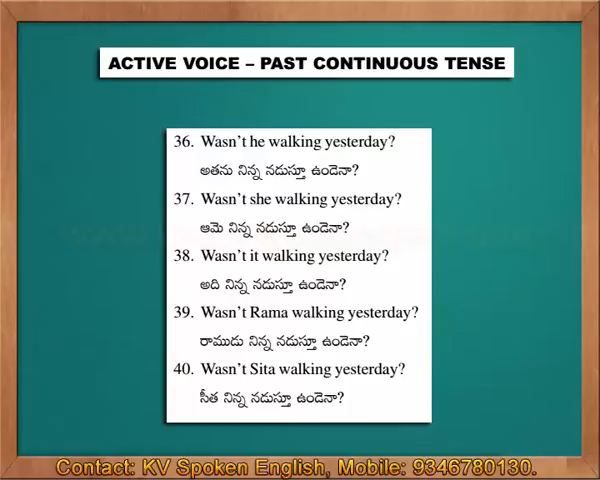 ACTIVE VOICE – PAST CONTINUOUS TENSE
36. Wasn't he walking yesterday?
అతను నిన్న నడుస్తూ ఉండెనా?
37. Wasn't she walking yesterday?
ఆమె నిన్న నడుస్తూ ఉండెనా?
38. Wasn't it walking yesterday?
అది నిన్న నడుస్తూ ఉండెనా?
39. Wasn't Rama walking yesterday?
రాముడు నిన్న నడుస్తూ ఉండెనా?
40. Wasn't Sita walking yesterday?
సీత నిన్న నడుస్తూ ఉండెనా?
Contact: KV Spoken English, Mobile: 9346780130.